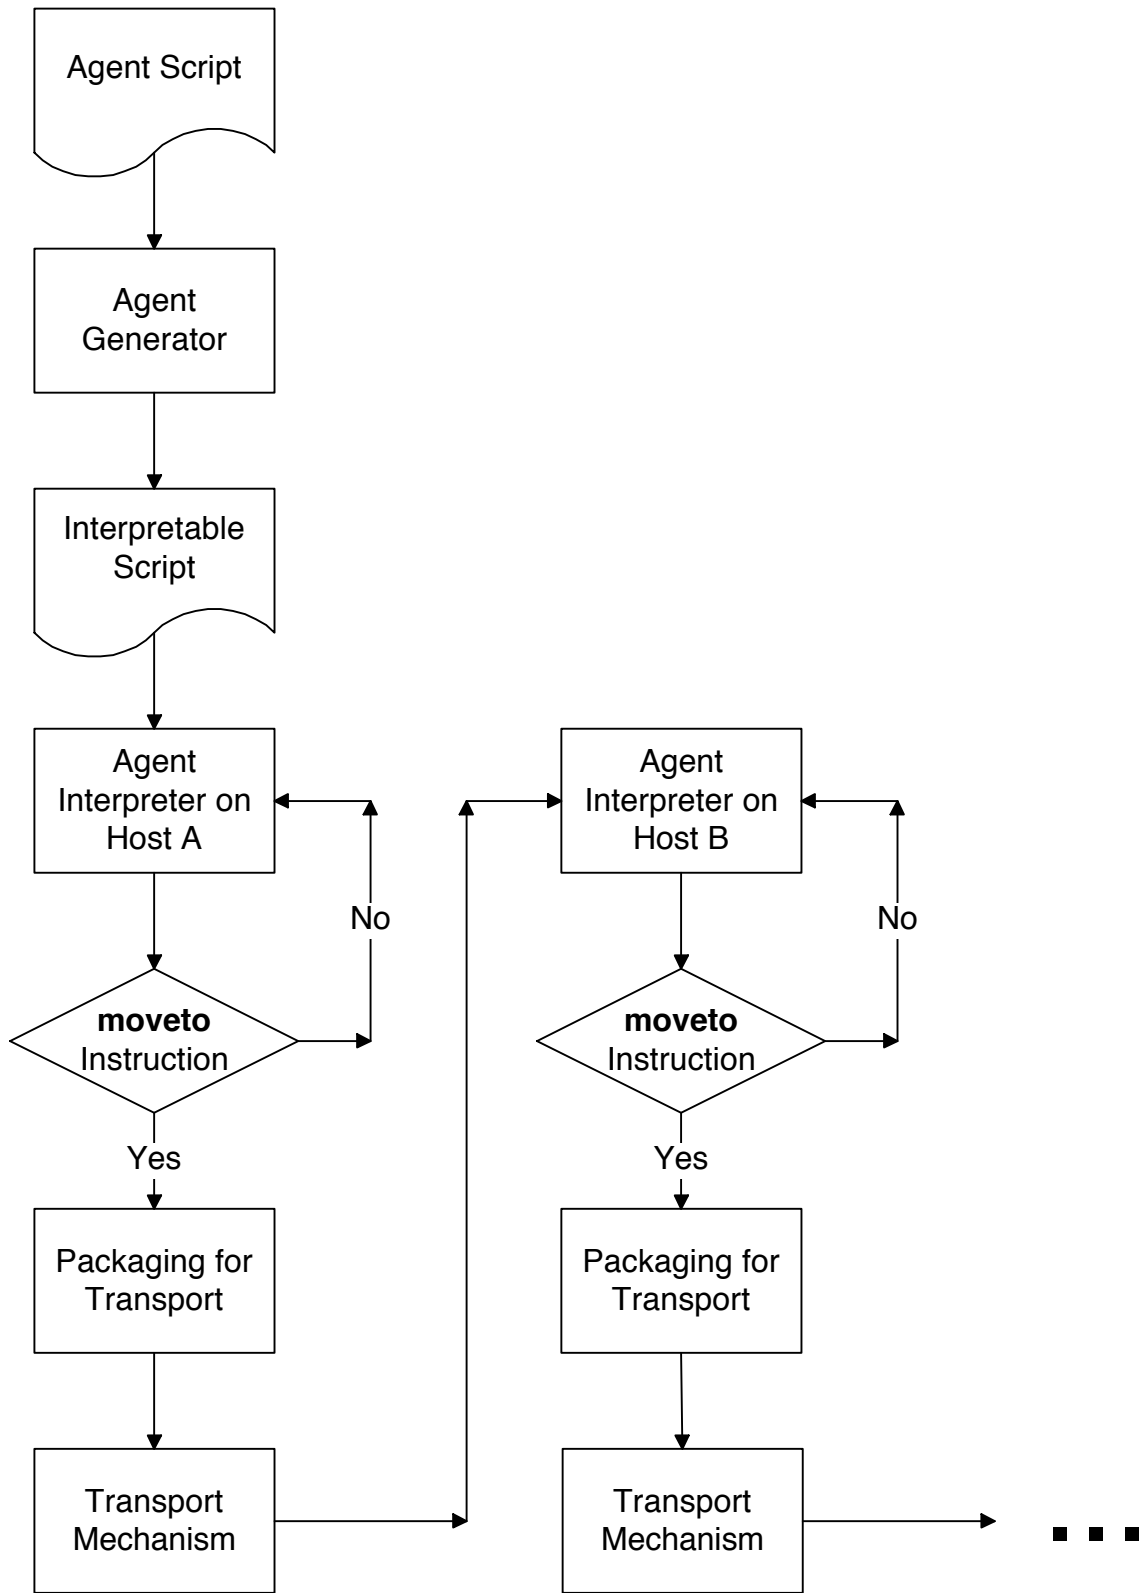 Agent Script
Agent
Generator
Interpretable
Script
Agent
Interpreter on
Host A
No
moveto
Instruction
Yes
Packaging for
Transport
Transport
Mechanism
Agent
Interpreter on
Host B
No
moveto
Instruction
Yes
Packaging for
Transport
Transport
Mechanism
...